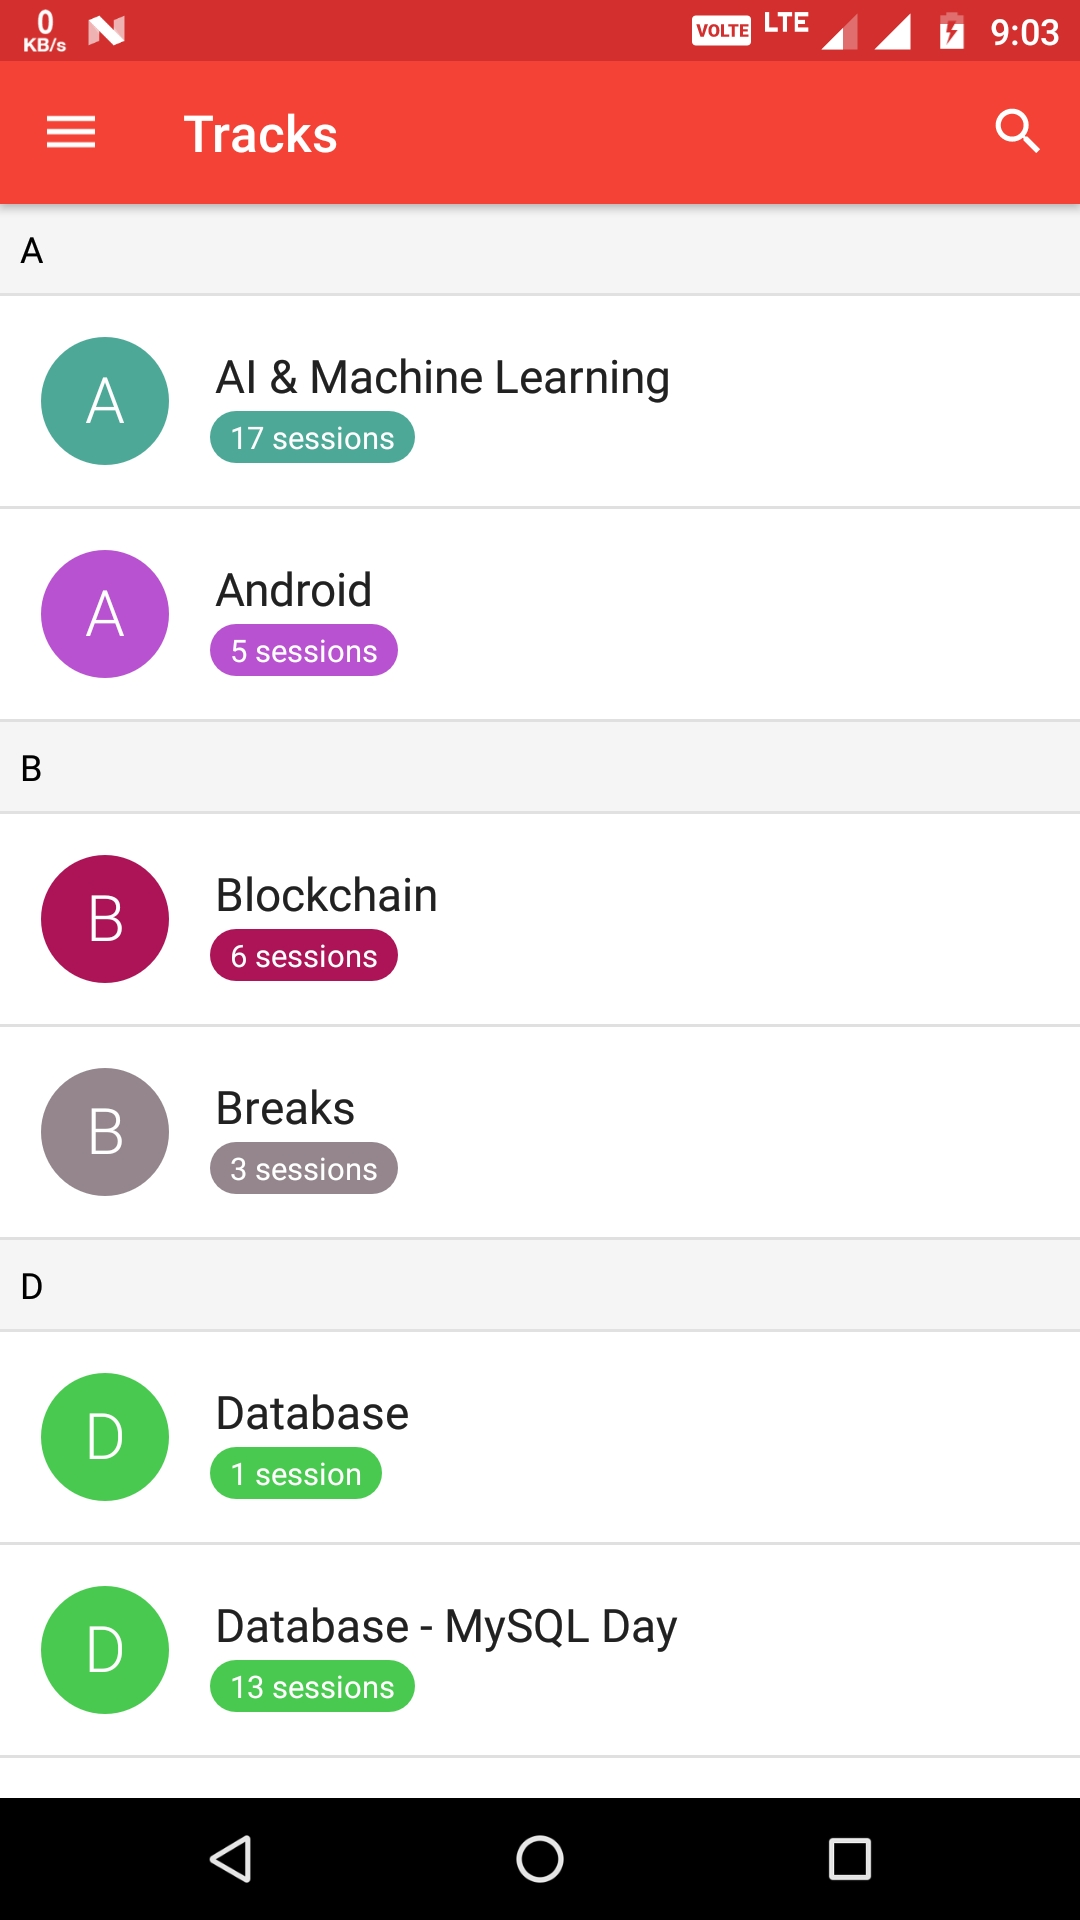 0
KB/s
VOLTE LTE 9:03
Tracks
A
A
AI & Machine Learning
17 sessions
A
Android
5 sessions
B
B
Blockchain
6 sessions
B
Breaks
3 sessions
D
D
Database
1 session
D
Database - MySQL Day
13 sessions